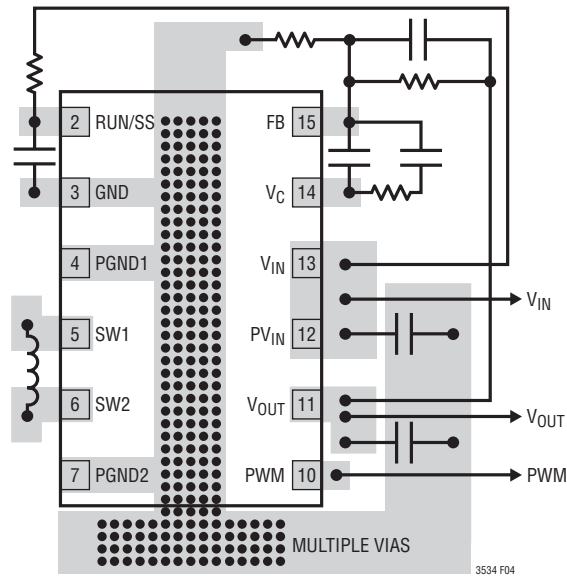 2 RUN/SS FB 15
3 GND VC 14
4 PGND1 VIN 13
VIN
5 SW1 PVIN 12
6 SW2 VOUT 11
VOUT
7 PGND2 PWM 10 PWM
MULTIPLE VIAS
3534 F04